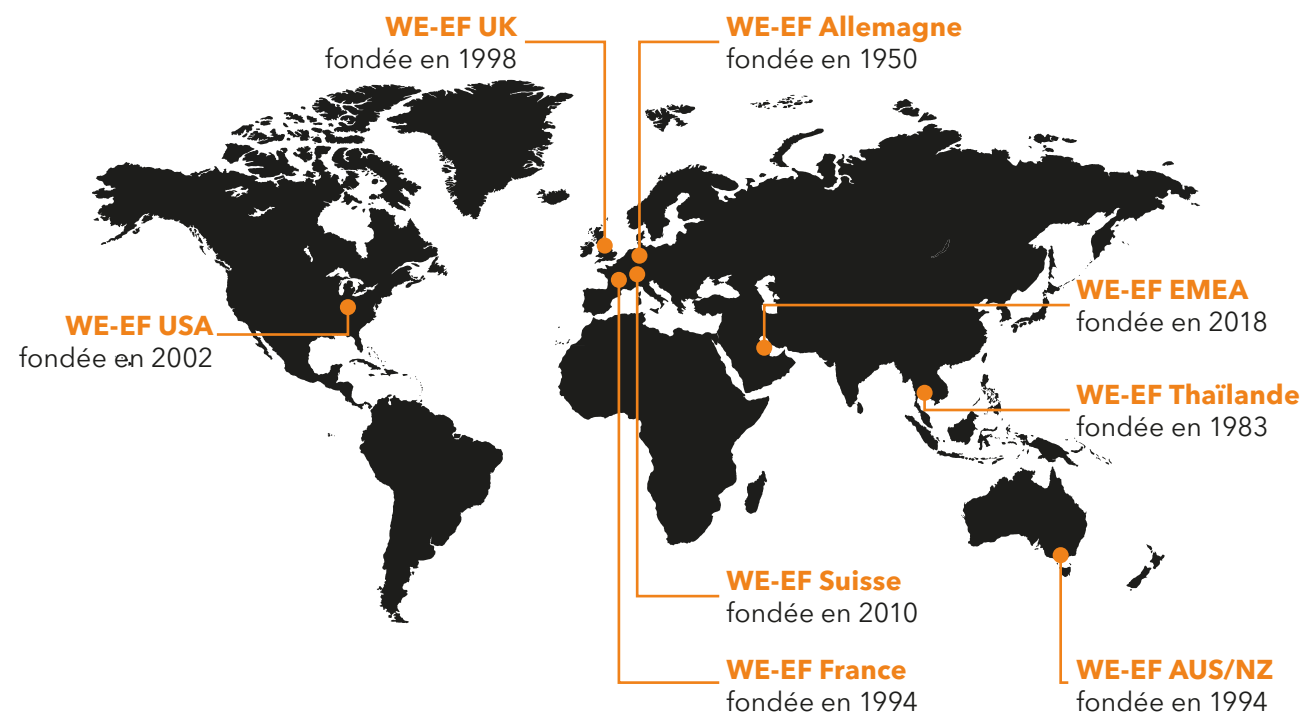 WE-EF UK
fondée en 1998
WE-EF Allemagne
fondée en 1950
WE-EF USA
fondée en 2002
WE-EF EMEA
fondée en 2018
WE-EF Thaïlande
fondée en 1983
WE-EF Suisse
fondée en 2010
WE-EF France
fondée en 1994
WE-EF AUS/NZ
fondée en 1994